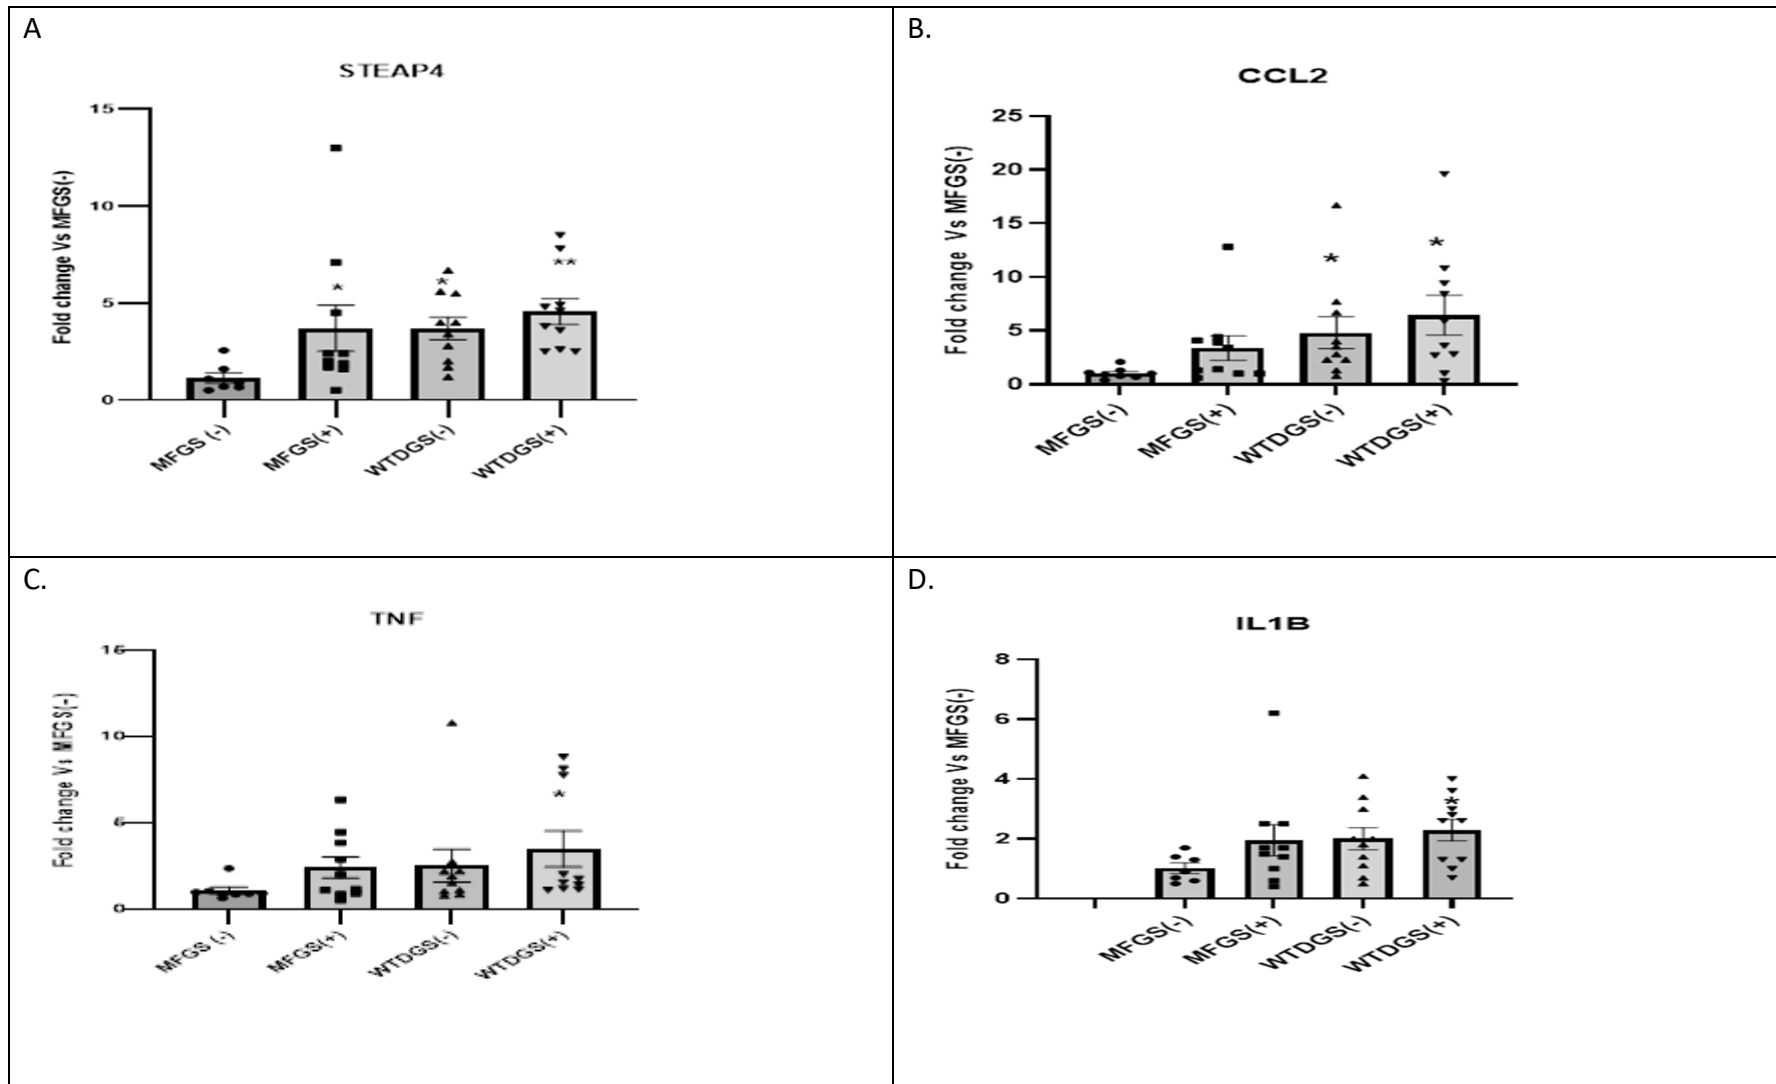 A
STEAP4
Fold change Vs MFGS(-)
15
10
5
0
*
*
**
MFGS (-)
MFGS(+)
WTDGS(-)
WTDGS(+)
B.
CCL2
Fold change Vs MFGS(-)
25
20
15
10
5
0
*
*
MFGS(-)
MFGS(+)
WTDGS(-)
WTDGS(+)
C.
TNF
Fold change Vs MFGS(-)
15
10
5
0
*
MFGS (-)
MFGS(+)
WTDGS(-)
WTDGS(+)
D.
IL1B
Fold change Vs MFGS(-)
8
6
4
2
0
*
MFGS(-)
MFGS(+)
WTDGS(-)
WTDGS(+)